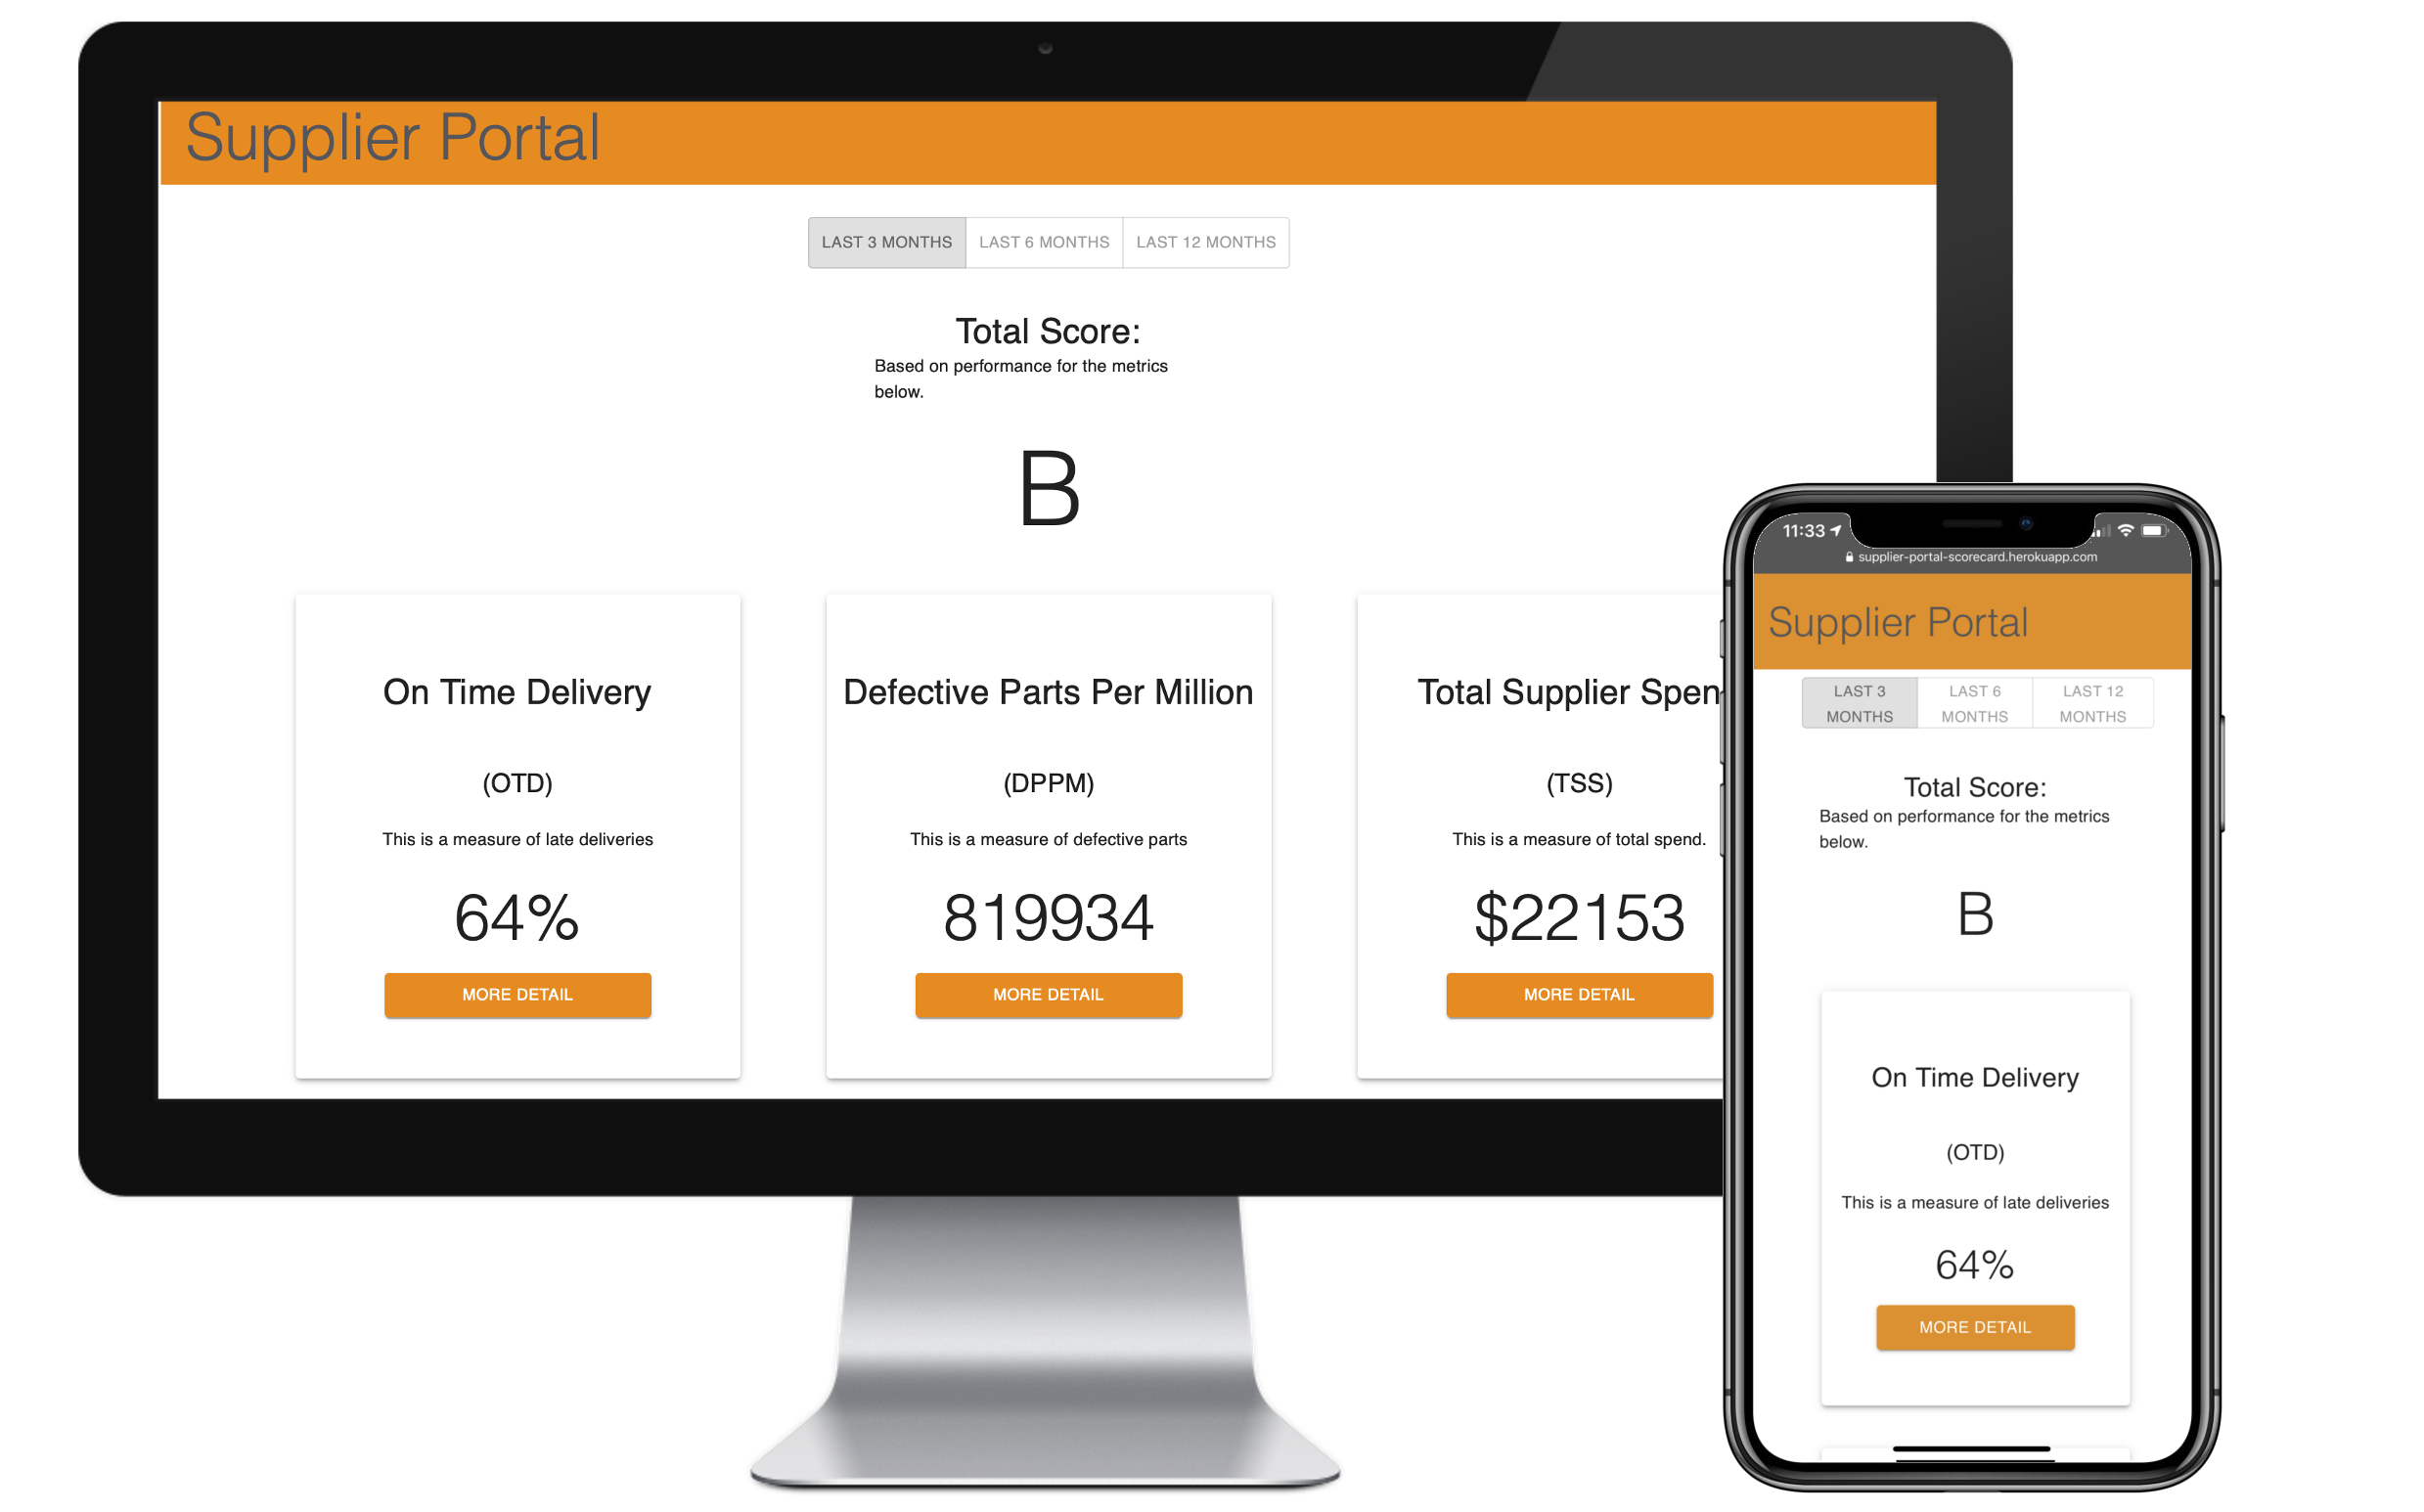 Supplier Portal
LAST 3 MONTHS LAST 6 MONTHS LAST 12 MONTHS
Total Score:
Based on performance for the metrics
below.
B
On Time Delivery
(OTD)
This is a measure of late deliveries
64%
MORE DETAIL
Defective Parts Per Million
(DPPM)
This is a measure of defective parts
819934
MORE DETAIL
Total Supplier Spen
(TSS)
This is a measure of total spend.
$22153
MORE DETAIL
11:33
supplier-portal-scorecard.herokuapp.com
Supplier Portal
LAST 3 MONTHS
LAST 6 MONTHS
LAST 12 MONTHS
Total Score:
Based on performance for the metrics
below.
B
On Time Delivery
(OTD)
This is a measure of late deliveries
64%
MORE DETAIL